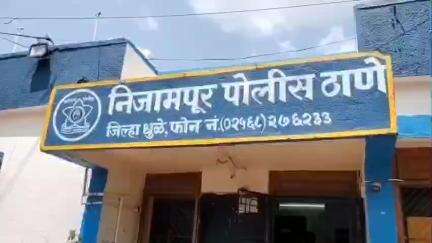 निजामपूर पोलीस ठाणे
जिल्हा धुळे, फोन नं.(०२५६८)२७६२३३